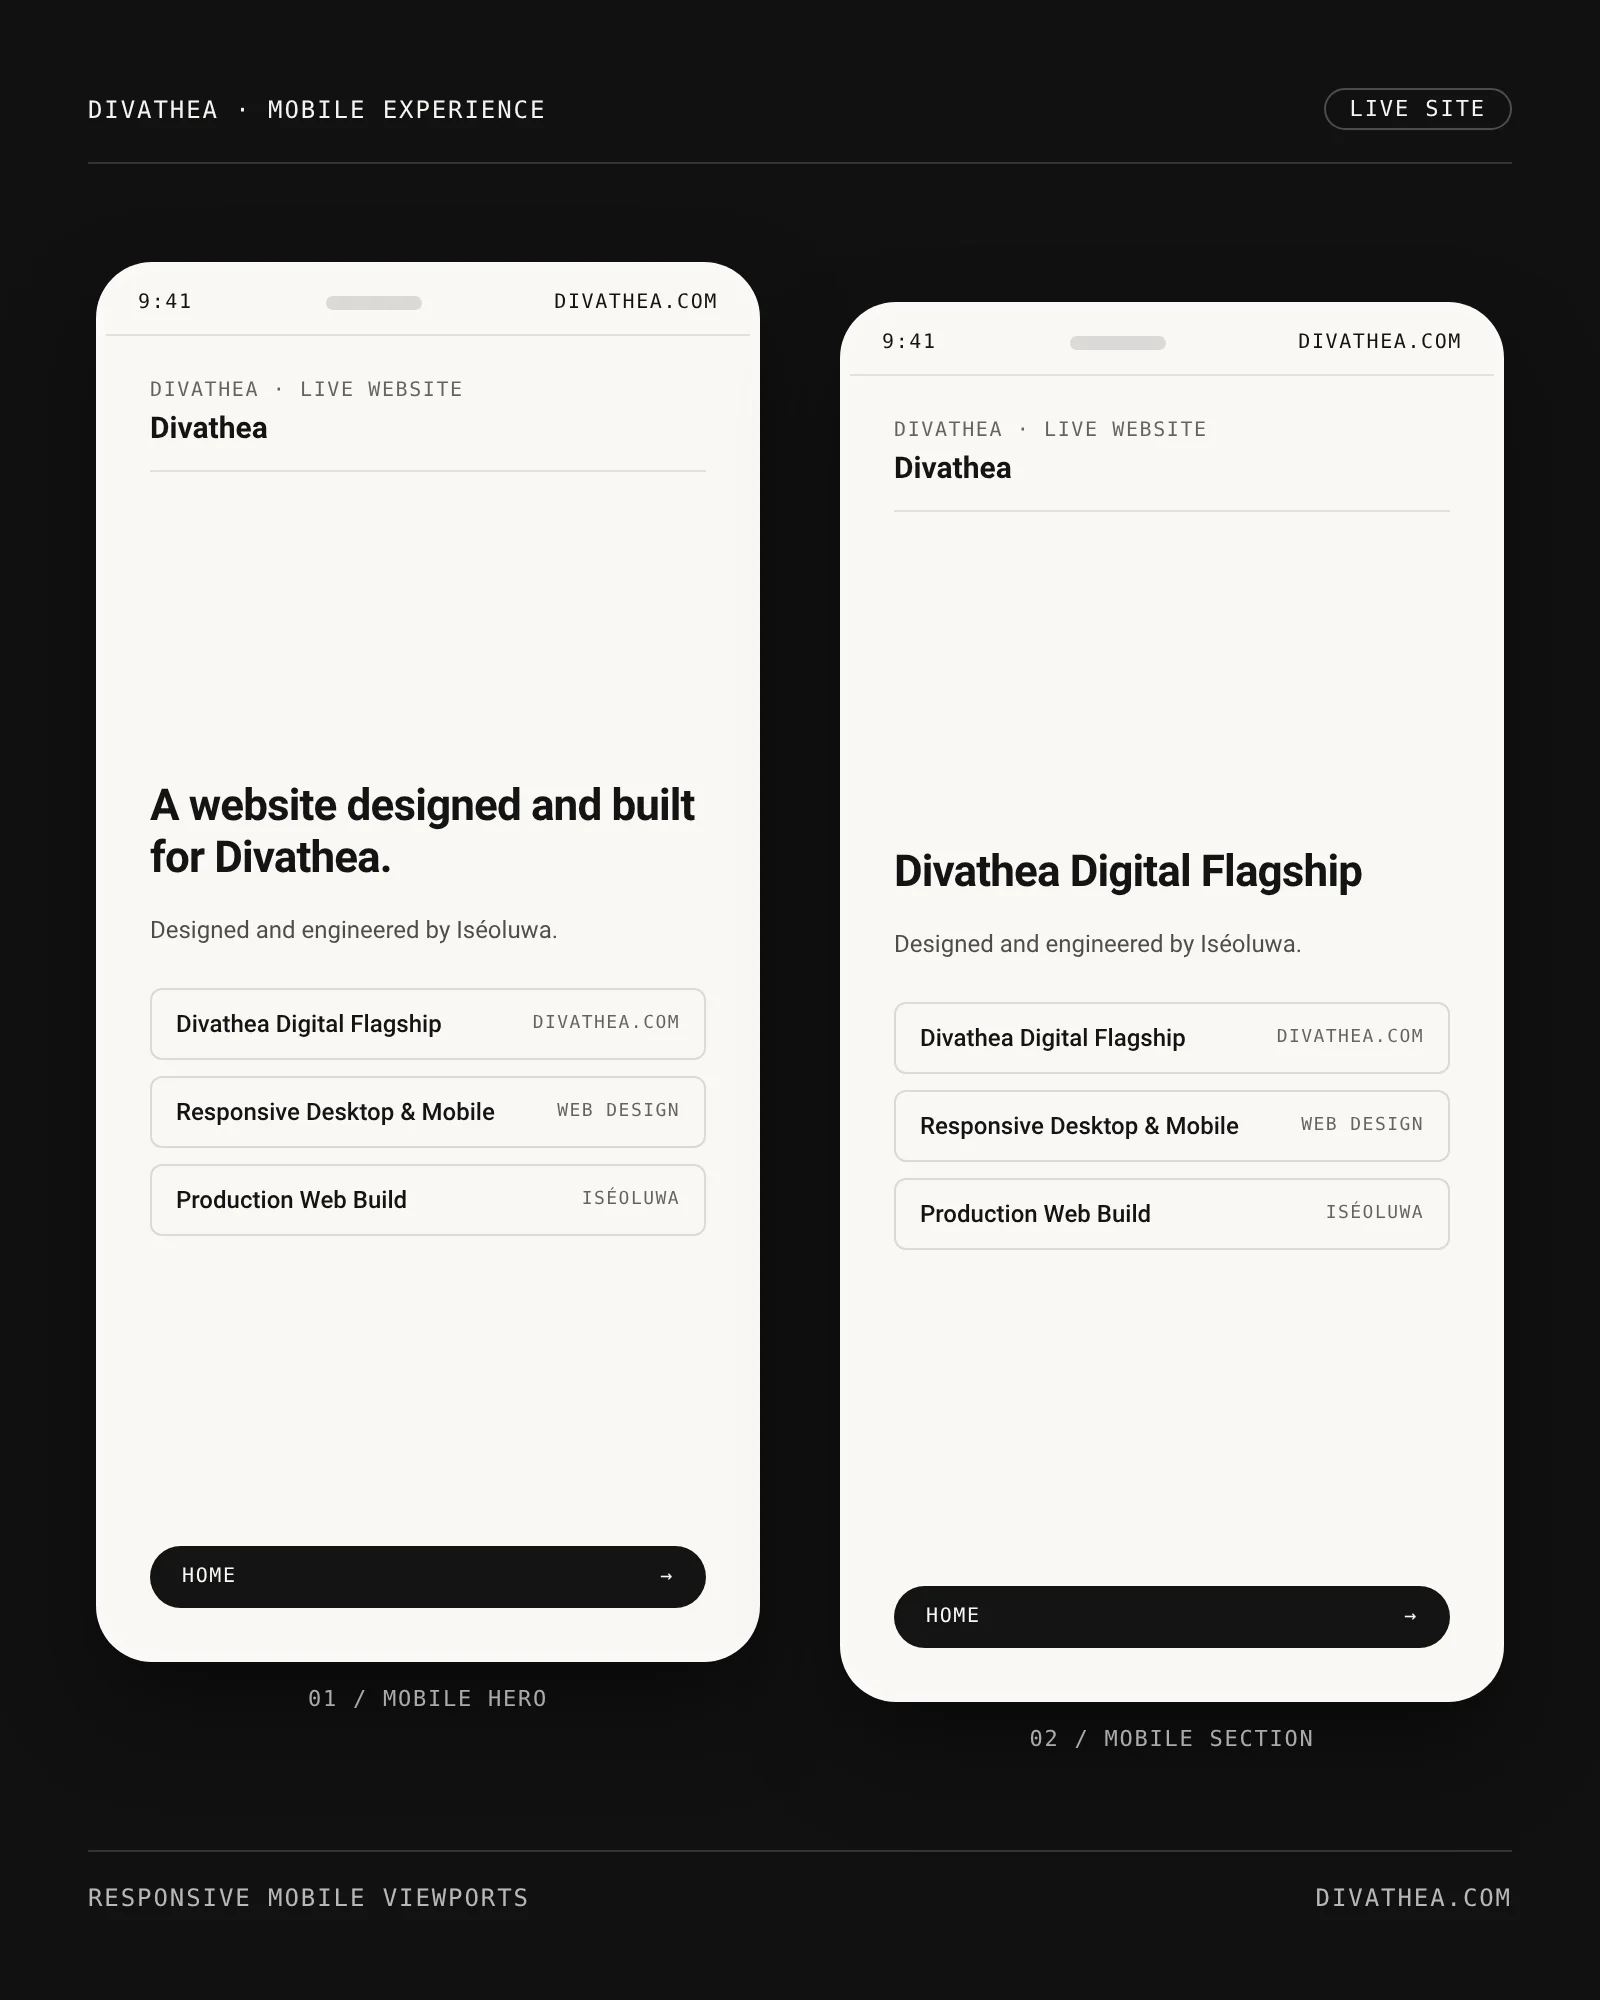 DIVATHEA · MOBILE EXPERIENCE
LIVE SITE
9:41
DIVATHEA.COM
DIVATHEA · LIVE WEBSITE
Divathea
A website designed and built
for Divathea.
Designed and engineered by Iséoluwa.
Divathea Digital Flagship
DIVATHEA.COM
Responsive Desktop & Mobile
WEB DESIGN
Production Web Build
ISÉOLUWA
HOME →
01 / MOBILE HERO
9:41
DIVATHEA.COM
DIVATHEA · LIVE WEBSITE
Divathea
Divathea Digital Flagship
Designed and engineered by Iséoluwa.
Divathea Digital Flagship
DIVATHEA.COM
Responsive Desktop & Mobile
WEB DESIGN
Production Web Build
ISÉOLUWA
HOME →
02 / MOBILE SECTION
RESPONSIVE MOBILE VIEWPORTS
DIVATHEA.COM